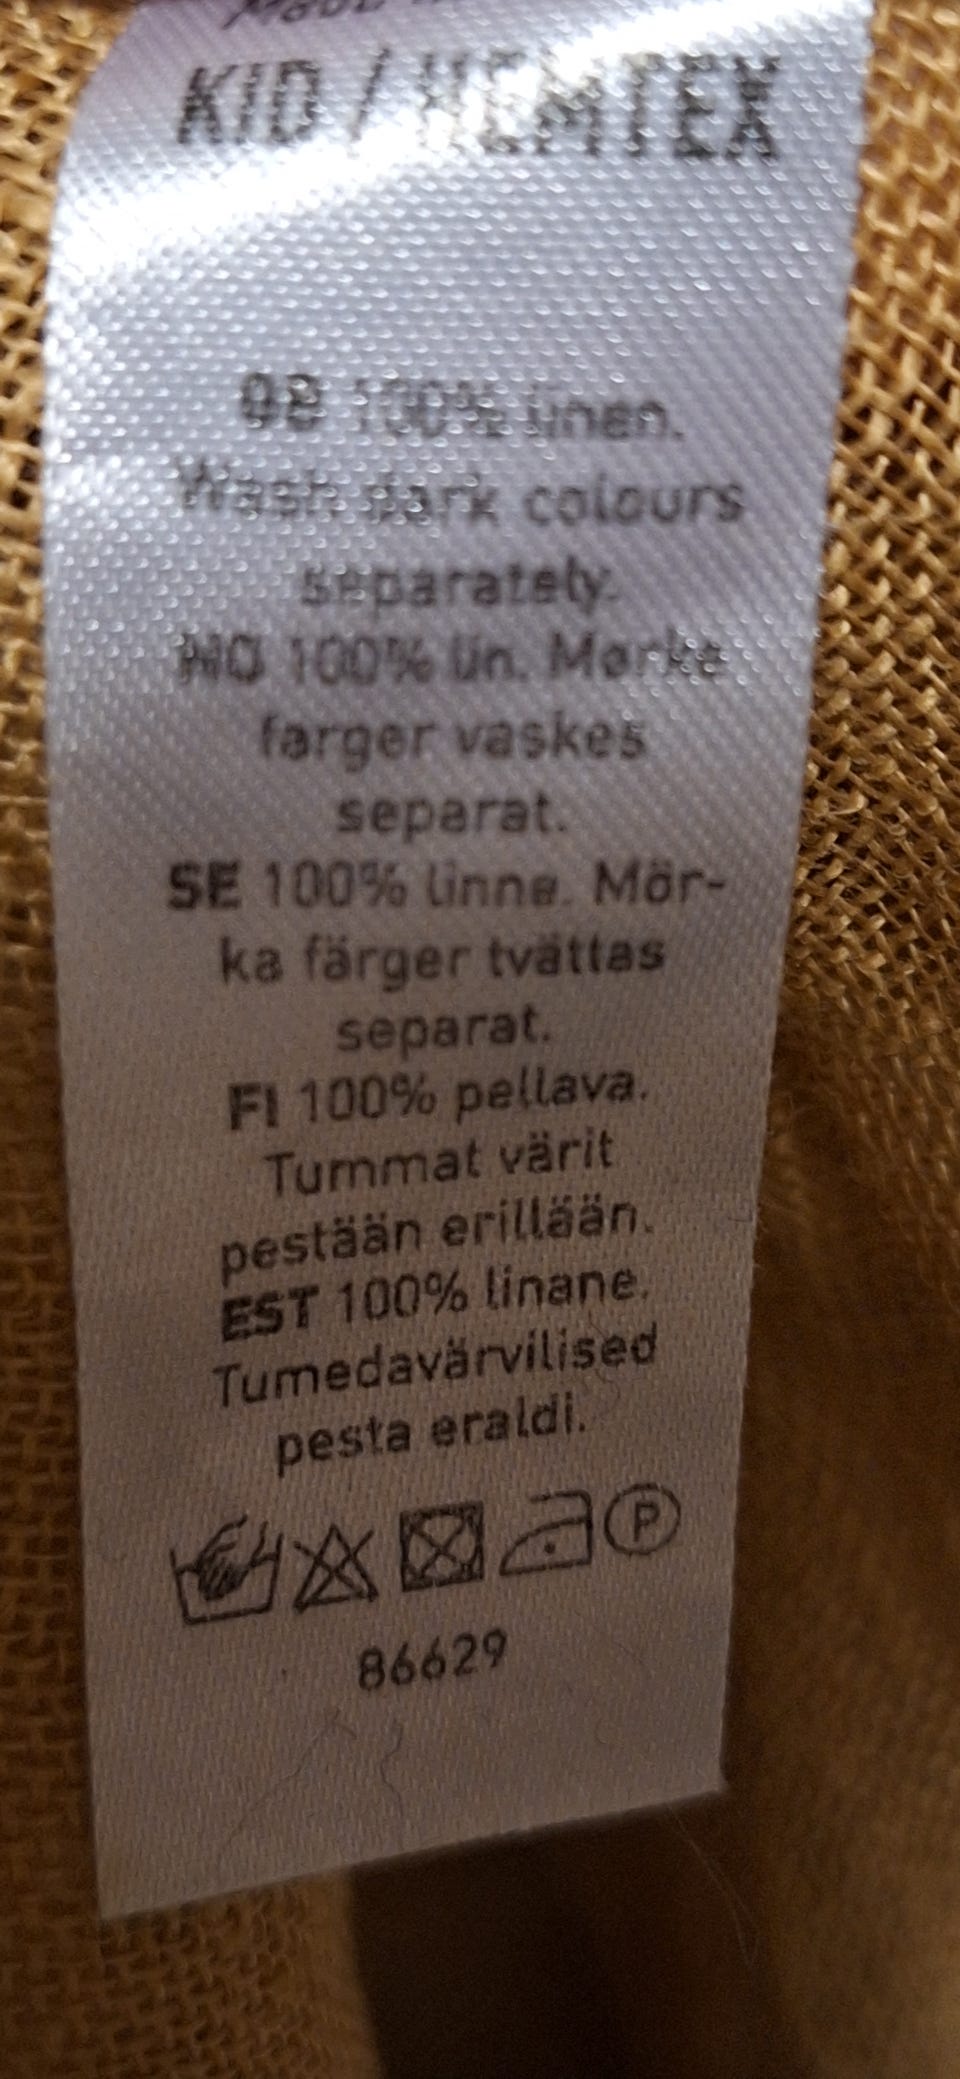 KID / HEMTEX
GB 100% linen.
Wash dark colours
separately.
NO 100% lin. Mørke
farger vaskes
separat.
SE 100% linne. Mör-
ka färger tvättas
separat.
FI 100% pellava.
Tummat värit
pestään erillään.
EST 100% linane.
Tumedavärvilised
pesta eraldi.
P
86629